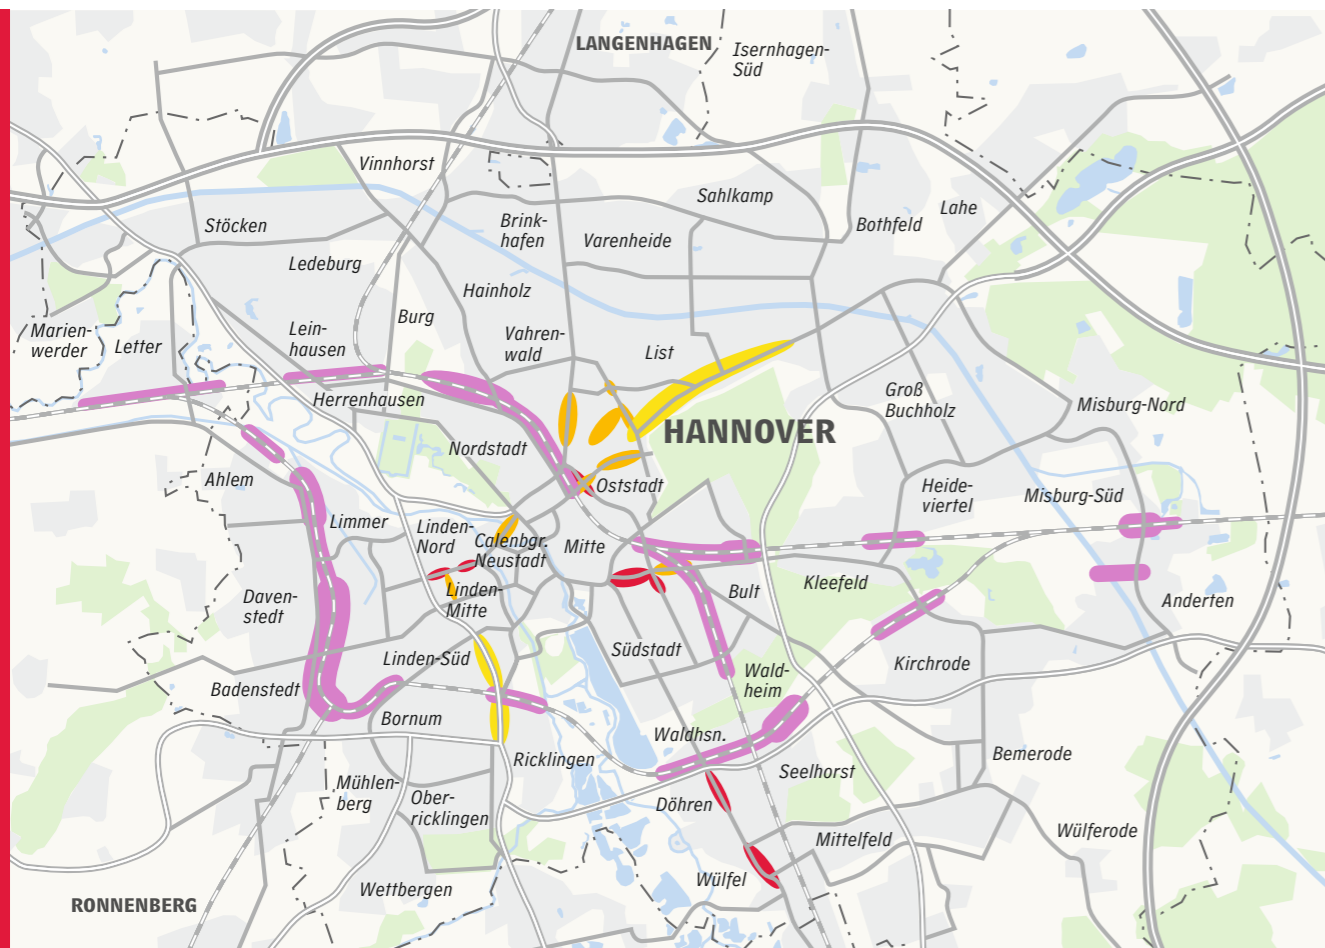 LANGENHAGEN
Isernhagen-
Süd
Vinnhorst
Sahlkamp
Lahe
Bothfeld
Stöcken
Brink-
hafen
Varenheide
Ledeburg
Hainholz
Burg
Marien-
werder
Letter
Lein-
hausen
Vahren-
wald
List
Herrenhausen
Groß
Buchholz
Misburg-Nord
HANNOVER
Nordstadt
Ahlem
Oststadt
Heide-
viertel
Misburg-Süd
Limmer
Linden-
Nord
Calenbgr.
Neustadt
Mitte
Kleefeld
Bult
Linden-
Mitte
Daven-
stedt
Anderten
Linden-Süd
Südstadt
Wald-
heim
Kirchrode
Badenstedt
Bornum
Waldhsn.
Ricklingen
Seelhorst
Bemerode
Mühlen-
berg
Ober-
ricklingen
Döhren
Mittelfeld
Wülferode
Wülfel
Wettbergen
RONNENBERG